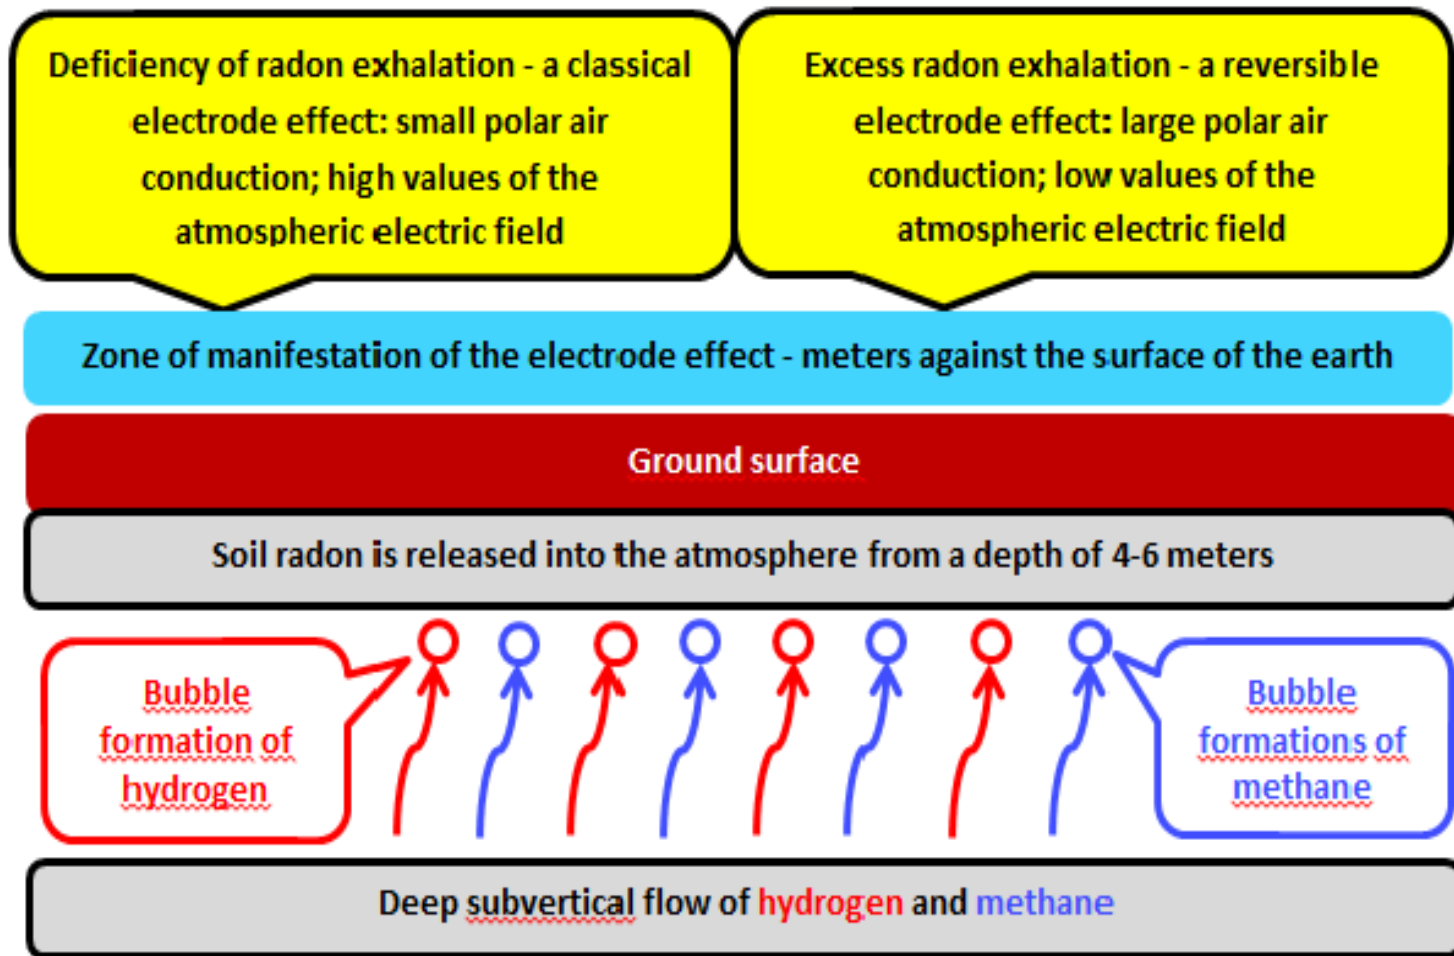 Deficiency of radon exhalation - a classical
electrode effect: small polar air
conduction; high values of the
atmospheric electric field
Excess radon exhalation - a reversible
electrode effect: large polar air
conduction; low values of the
atmospheric electric field
Zone of manifestation of the electrode effect - meters against the surface of the earth
Ground surface
Soil radon is released into the atmosphere from a depth of 4-6 meters
Bubble
formation of
hydrogen
Bubble
formations of
methane
Deep subvertical flow of hydrogen and methane